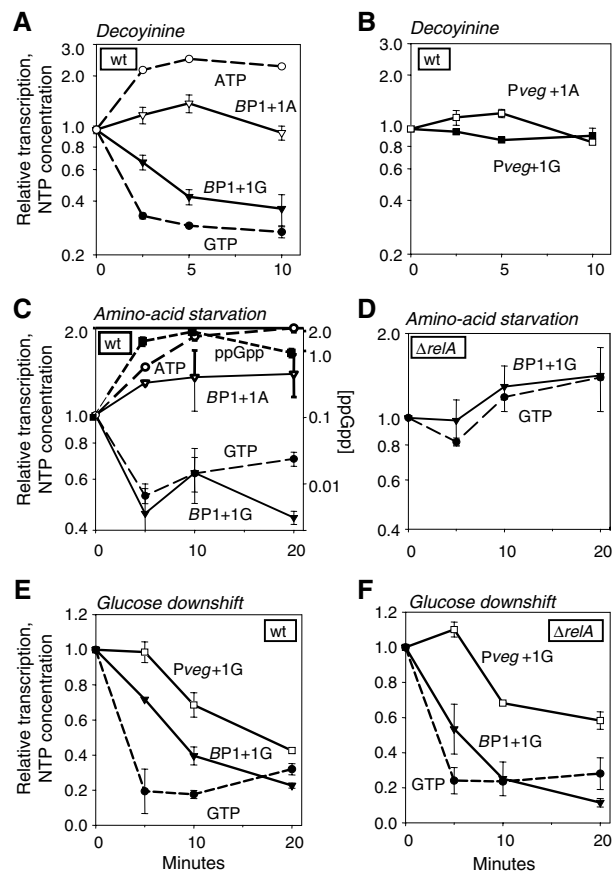 A
Decoyinine
wt
Relative transcription,
NTP concentration
3.0
2.0
1.0
0.8
0.6
0.4
0.2
0
5
10
ATP
BP1+1A
BP1+1G
GTP
B
Decoyinine
wt
3.0
2.0
1.0
0.8
0.6
0.4
0.2
0
5
10
Pveg +1A
Pveg+1G
C
Amino-acid starvation
wt
Relative transcription,
NTP concentration
2.0
1.0
0.8
0.6
0.4
0
10
20
2.0
1.0
0.1
0.01
[ppGpp]
ppGpp
ATP
BP1+1A
GTP
BP1+1G
D
Amino-acid starvation
ΔrelA
2.0
1.0
0.8
0.6
0.4
0
10
20
BP1+1G
GTP
E
Glucose downshift
wt
Relative transcription,
NTP concentration
1.2
1.0
0.8
0.6
0.4
0.2
0.0
0
5
10
20
Minutes
Pveg+1G
BP1+1G
GTP
F
Glucose downshift
ΔrelA
1.2
1.0
0.8
0.6
0.4
0.2
0.0
0
5
10
20
Minutes
Pveg +1G
BP1+1G
GTP